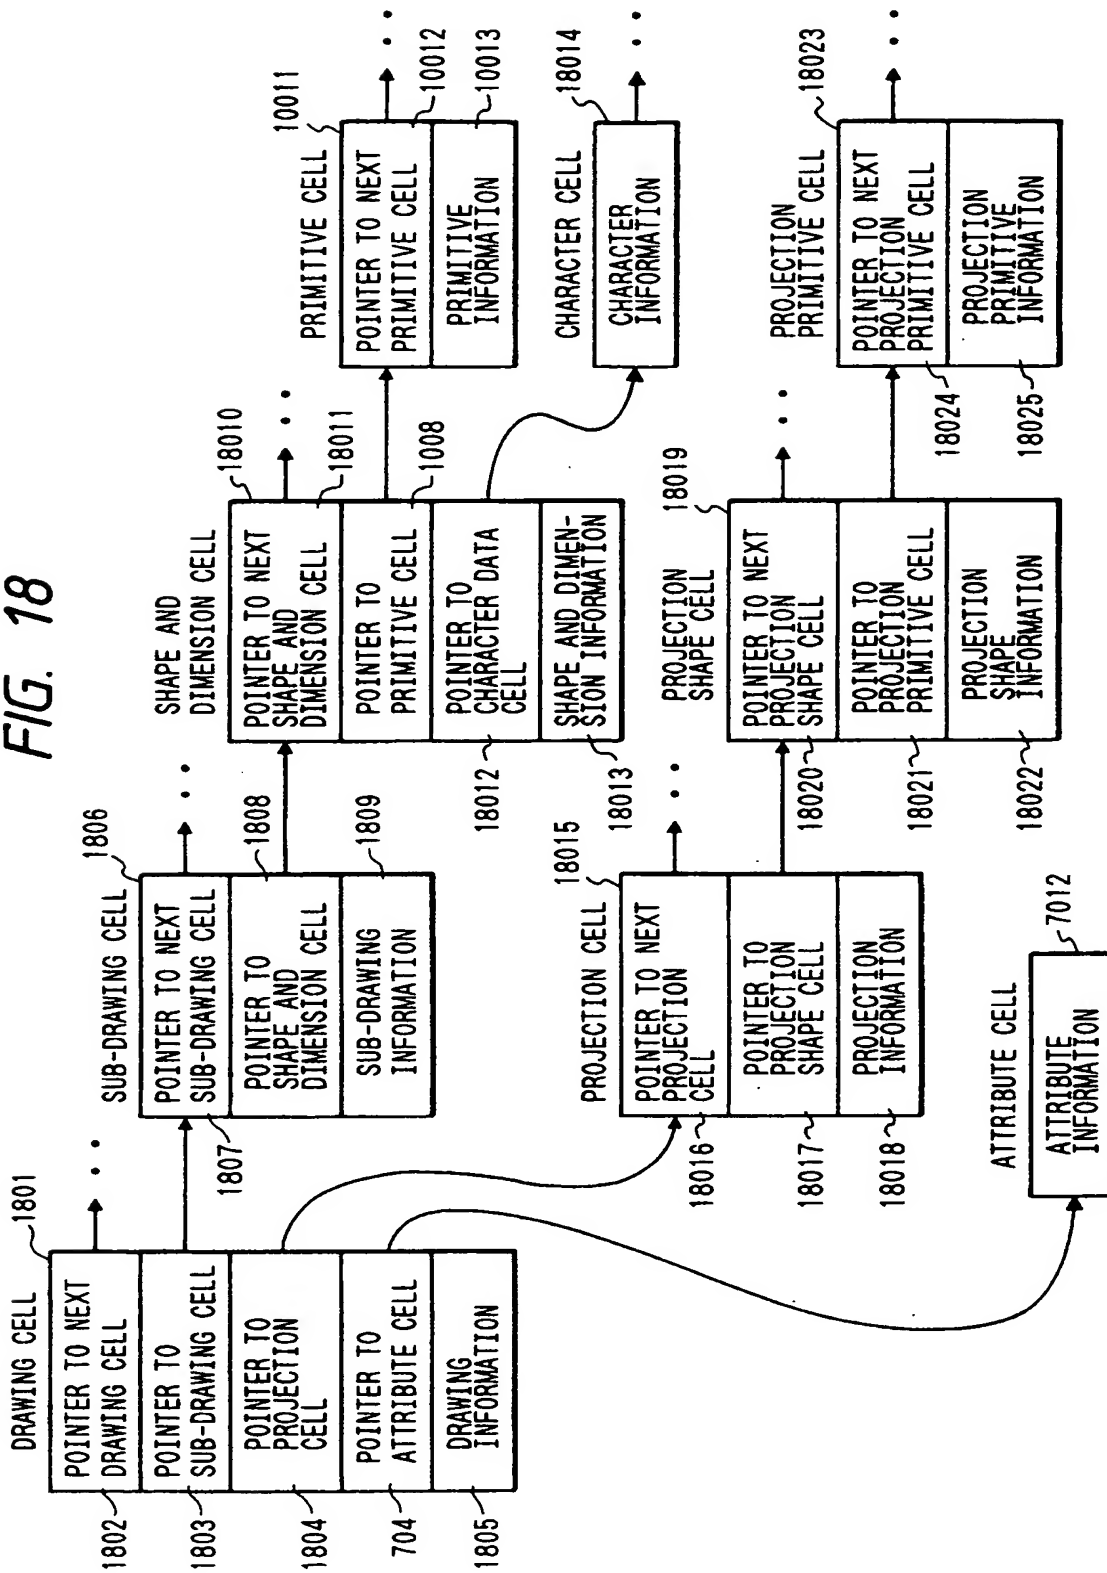 FIG. 18
DRAWING CELL
1801
POINTER TO NEXT
DRAWING CELL
1802
POINTER TO
SUB-DRAWING CELL
1803
POINTER TO
PROJECTION
CELL
1804
POINTER TO
ATTRIBUTE CELL
704
DRAWING
INFORMATION
1805
SUB-DRAWING CELL
1806
POINTER TO NEXT
SUB-DRAWING CELL
1807
POINTER TO
SHAPE AND
DIMENSION CELL
1808
SUB-DRAWING
INFORMATION
1809
SHAPE AND
DIMENSION CELL
18010
POINTER TO NEXT
SHAPE AND
DIMENSION CELL
18011
POINTER TO
PRIMITIVE CELL
1008
POINTER TO
CHARACTER DATA
CELL
18012
SHAPE AND DIMEN-
SION INFORMATION
18013
PRIMITIVE CELL
10011
POINTER TO NEXT
PRIMITIVE CELL
10012
PRIMITIVE
INFORMATION
10013
CHARACTER CELL
18014
CHARACTER
INFORMATION
PROJECTION CELL
18015
POINTER TO NEXT
PROJECTION
CELL
18016
POINTER TO
PROJECTION
SHAPE CELL
18017
PROJECTION
INFORMATION
18018
PROJECTION
SHAPE CELL
18019
POINTER TO NEXT
PROJECTION
SHAPE CELL
18020
POINTER TO
PROJECTION
PRIMITIVE CELL
18021
PROJECTION
SHAPE
INFORMATION
18022
PROJECTION
PRIMITIVE CELL
18023
POINTER TO NEXT
PROJECTION
PRIMITIVE CELL
18024
PROJECTION
PRIMITIVE
INFORMATION
18025
ATTRIBUTE CELL
7012
ATTRIBUTE
INFORMATION